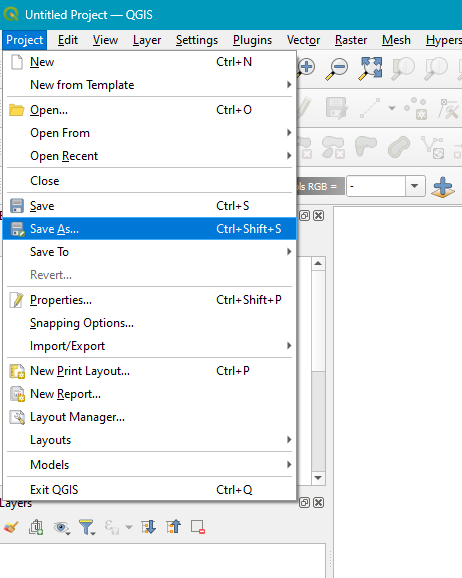 Untitled Project — QGIS
Project Edit View Layer Settings Plugins Vector Raster Mesh Hypers
New Ctrl+N
New from Template
Open... Ctrl+O
Open From
Open Recent
Close
ols RGB = -
Save Ctrl+S
Save As... Ctrl+Shift+S
Save To
Revert...
Properties... Ctrl+Shift+P
Snapping Options...
Import/Export
New Print Layout... Ctrl+P
New Report...
Layout Manager...
Layouts
Models
Exit QGIS Ctrl+Q
Layers